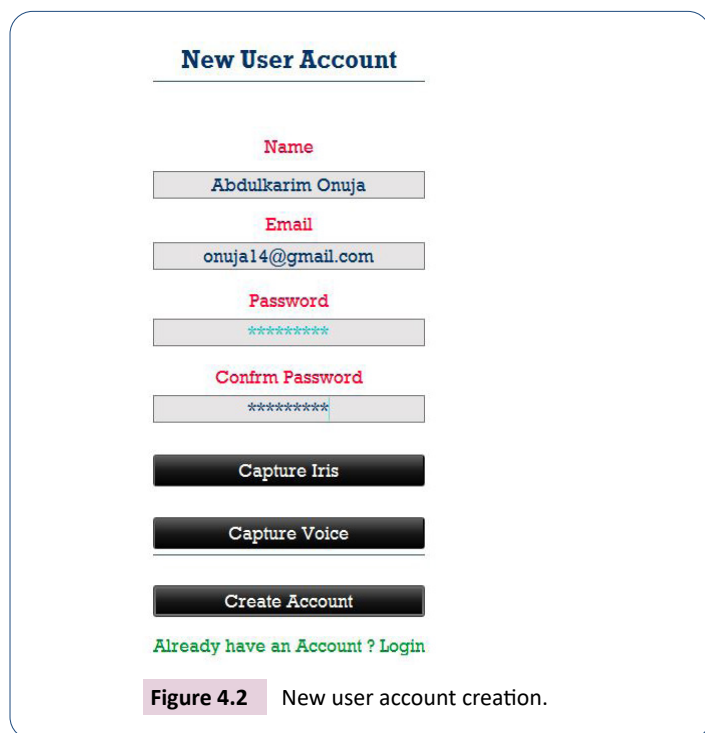 New User Account
Name
Abdulkarim Onuja
Email
onuja14@gmail.com
Password
*********
Confrm Password
*********
Capture Iris
Capture Voice
Create Account
Already have an Account ? Login
Figure 4.2 New user account creation.